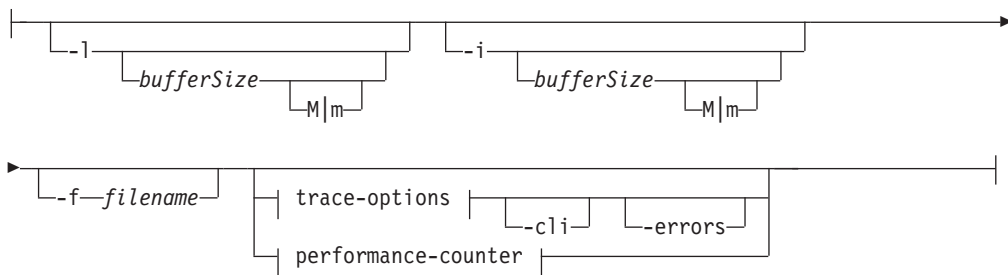 -l -i
bufferSize bufferSize
M|m M|m
-f filename trace-options
-cli -errors
performance-counter